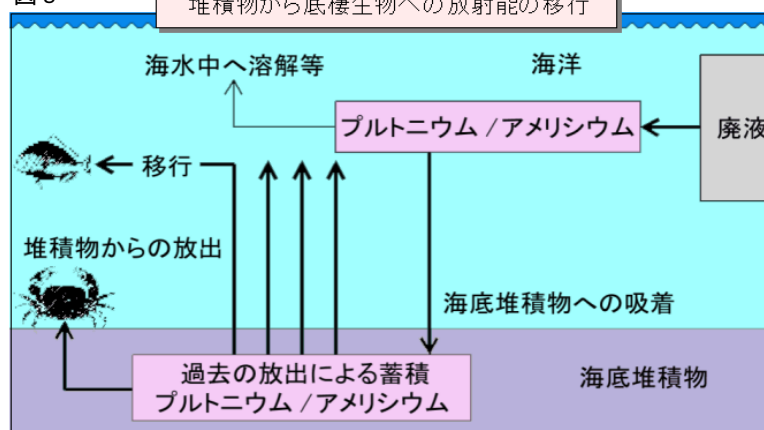 堆積物から底棲生物への放射能の移行
海水中へ溶解等
海洋
プルトニウム / アメリシウム
廃液
移行
堆積物からの放出
海底堆積物への吸着
過去の放出による蓄積
プルトニウム / アメリシウム
海底堆積物